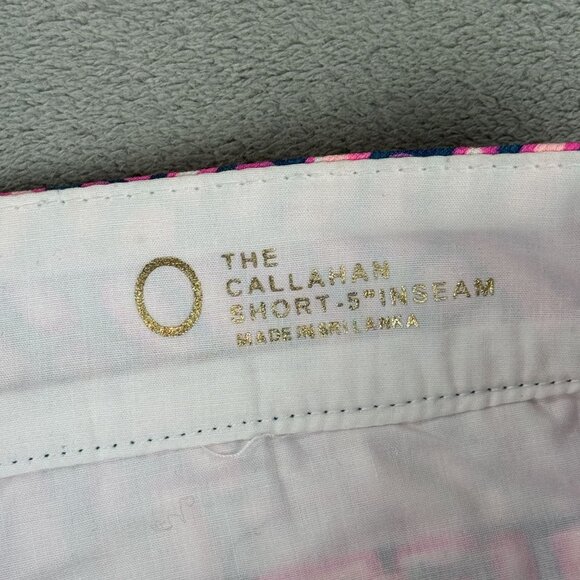 0
THE
CALLAHAN
SHORT-5"INSEAM
MADE IN SRI LANKA